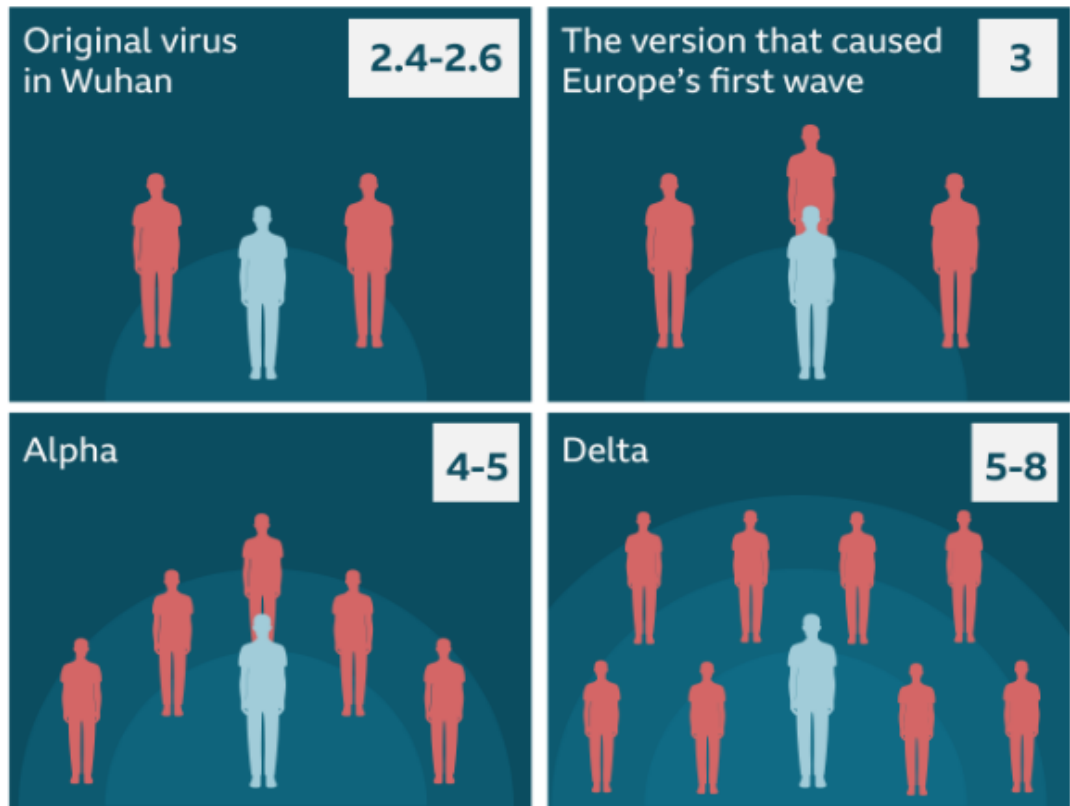 Original virus
in Wuhan
2.4-2.6
The version that caused
Europe's first wave
3
Alpha
4-5
Delta
5-8